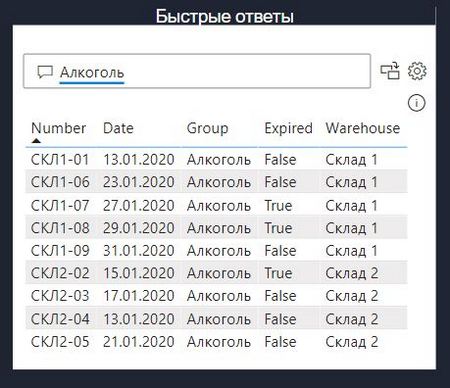 Быстрые ответы
Алкоголь
Number Date Group Expired Warehouse
СКЛ1-01 13.01.2020 Алкоголь False Склад 1
СКЛ1-06 23.01.2020 Алкоголь False Склад 1
СКЛ1-07 27.01.2020 Алкоголь True Склад 1
СКЛ1-08 29.01.2020 Алкоголь True Склад 1
СКЛ1-09 31.01.2020 Алкоголь False Склад 1
СКЛ2-02 15.01.2020 Алкоголь True Склад 2
СКЛ2-03 17.01.2020 Алкоголь False Склад 2
СКЛ2-04 13.01.2020 Алкоголь False Склад 2
СКЛ2-05 21.01.2020 Алкоголь False Склад 2